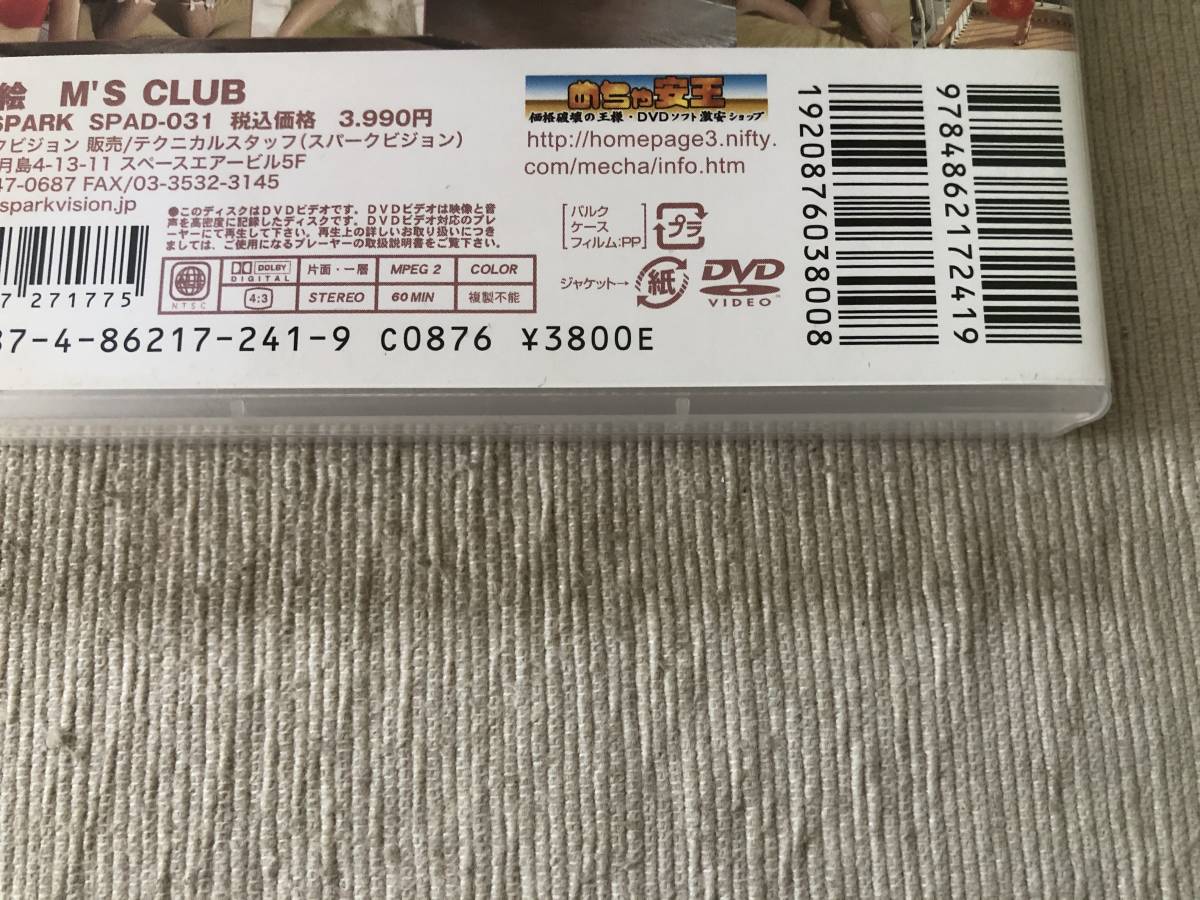 絵 M'S CLUB
SPARK SPAD-031 税込価格 3.990円
クビジョン 販売/テクニカルスタッフ(スパークビジョン)
月島4-13-11 スペースエアービル5F
47-0687 FAX/03-3532-3145
sparkvision.jp
めちゃ安王
価格破壊の王様・DVDソフト激安ショップ
http://homepage3.nifty.
com/mecha/info.htm
●このディスクはDVDビデオです。DVDビデオは映像と音
声を高密度に記録したディスクです。DVDビデオ対応のプレ
ーヤーにて再生して下さい。再生上の詳しいお取り扱いにつき
ましては、ご使用になるプレーヤーの取扱説明書をご覧下さい。
バルク
ケース
フィルム:PP
プラ
ジャケット→
紙
DVD
VIDEO
NTSC
DOLBY
DIGITAL
片面・一層
MPEG 2
COLOR
4:3
STEREO
60 MIN
複製不能
7 271775
87-4-86217-241-9 C0876 ¥3800E
1920876038008
9784862172419